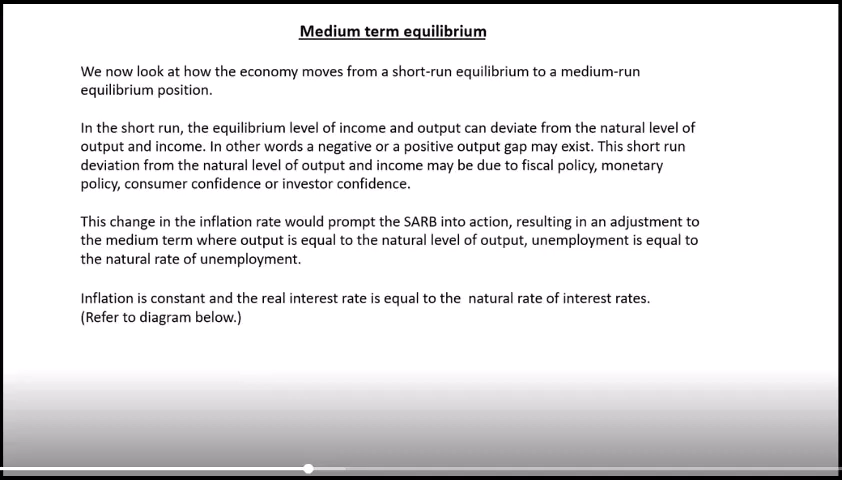 Medium term equilibrium
We now look at how the economy moves from a short-run equilibrium to a medium-run
equilibrium position.
In the short run, the equilibrium level of income and output can deviate from the natural level of
output and income. In other words a negative or a positive output gap may exist. This short run
deviation from the natural level of output and income may be due to fiscal policy, monetary
policy, consumer confidence or investor confidence.
This change in the inflation rate would prompt the SARB into action, resulting in an adjustment to
the medium term where output is equal to the natural level of output, unemployment is equal to
the natural rate of unemployment.
Inflation is constant and the real interest rate is equal to the  natural rate of interest rates.
(Refer to diagram below.)